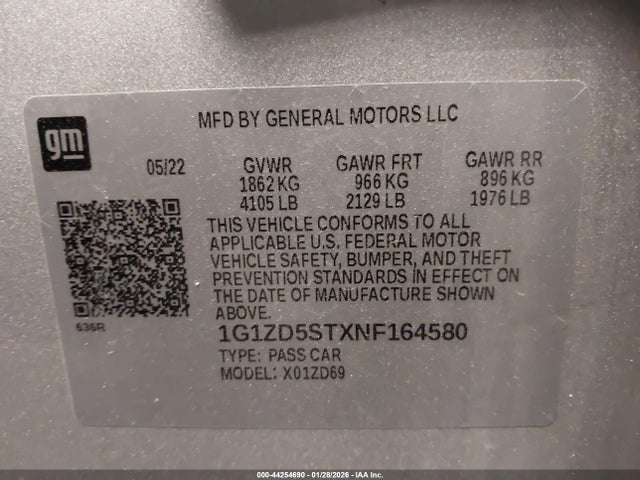 gm
MFD BY GENERAL MOTORS LLC
05/22 GVWR GAWR FRT GAWR RR
1862 KG 966 KG 896 KG
4105 LB 2129 LB 1976 LB
THIS VEHICLE CONFORMS TO ALL
APPLICABLE U.S. FEDERAL MOTOR
VEHICLE SAFETY, BUMPER, AND THEFT
PREVENTION STANDARDS IN EFFECT ON
THE DATE OF MANUFACTURE SHOWN
ABOVE.
636R
1G1ZD5STXNF164580
TYPE: PASS CAR
MODEL: X01ZD69
000-44254690 - 01/28/2026 - IAA Inc.